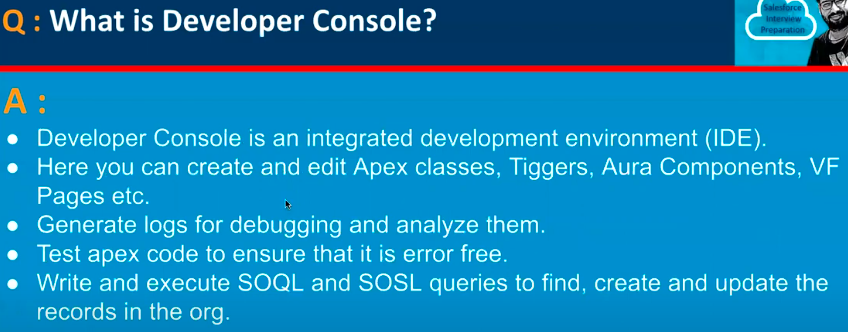 Q : What is Developer Console?
Salesforce
Interview
Preparation
A :
● Developer Console is an integrated development environment (IDE).
● Here you can create and edit Apex classes, Tiggers, Aura Components, VF
Pages etc.
● Generate logs for debugging and analyze them.
● Test apex code to ensure that it is error free.
● Write and execute SOQL and SOSL queries to find, create and update the
records in the org.